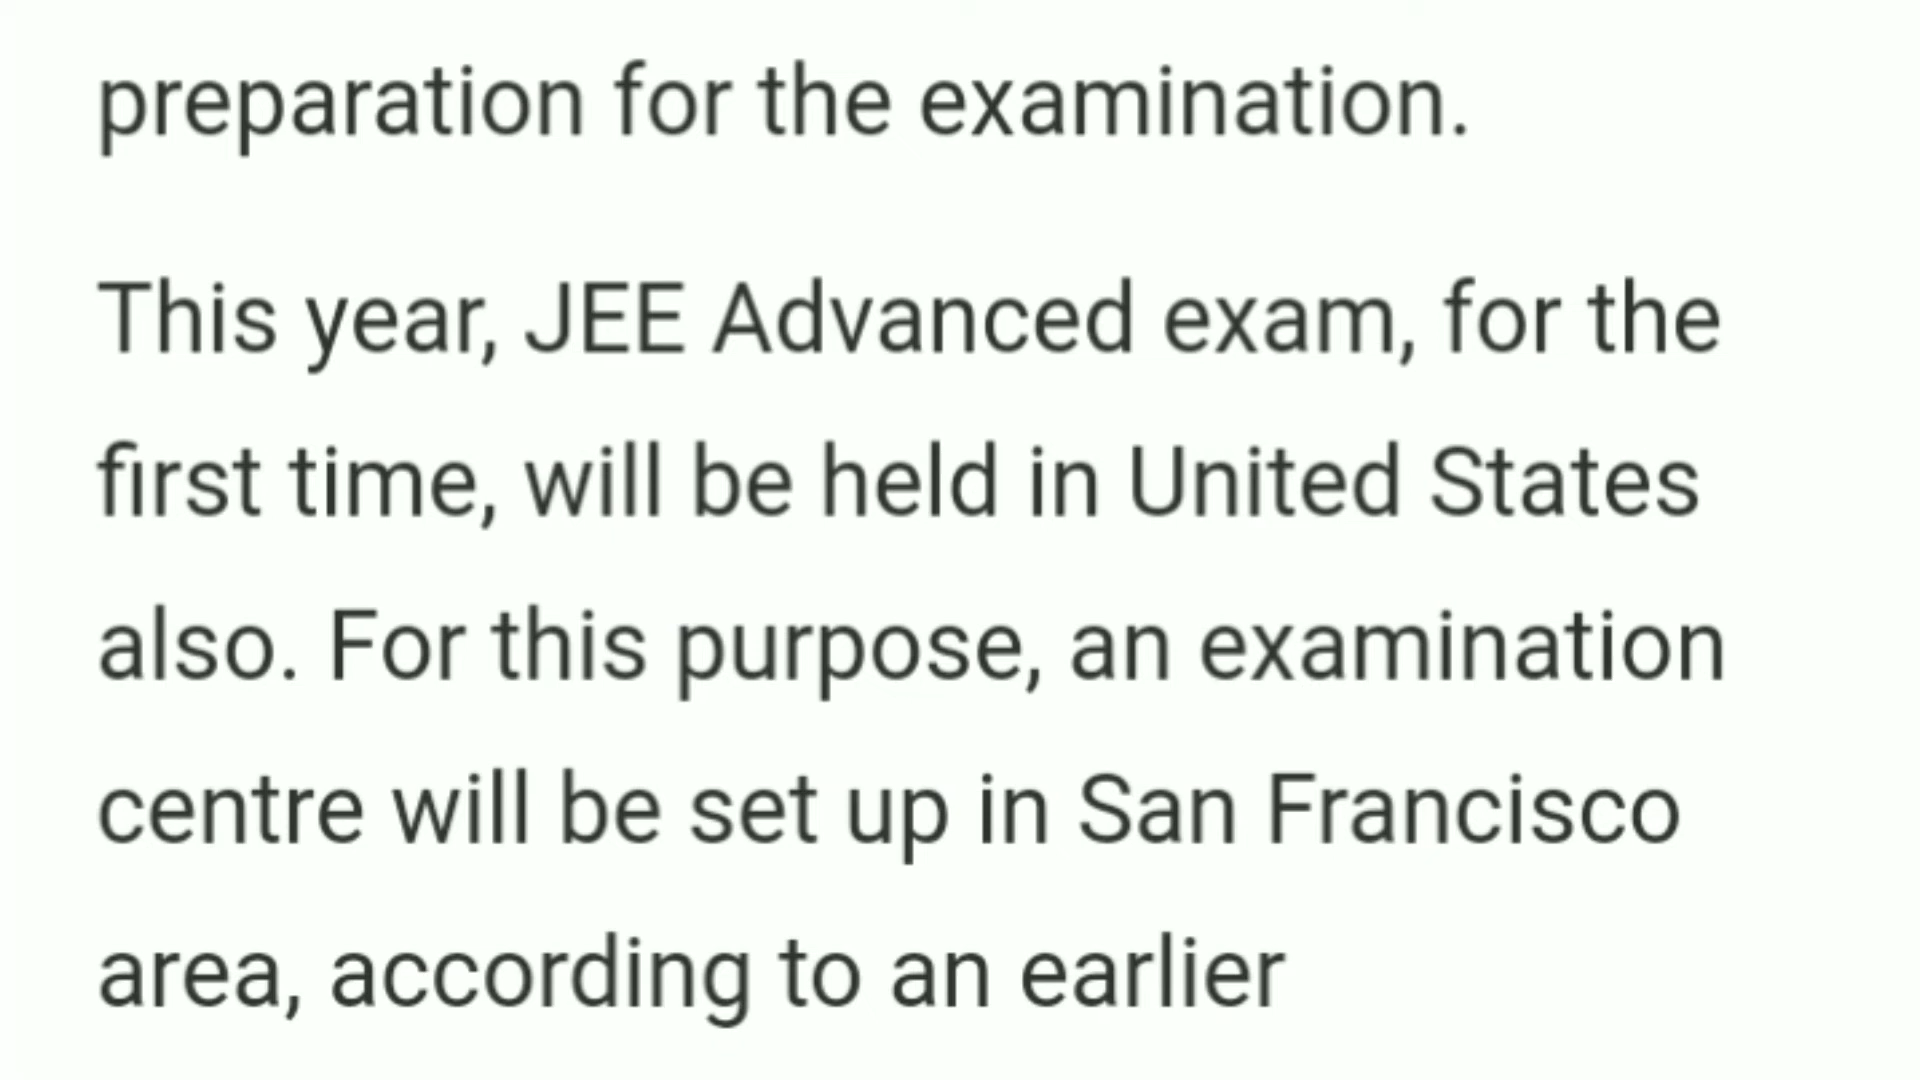 preparation for the examination.
This year, JEE Advanced exam, for the
first time, will be held in United States
also. For this purpose, an examination
centre will be set up in San Francisco
area, according to an earlier